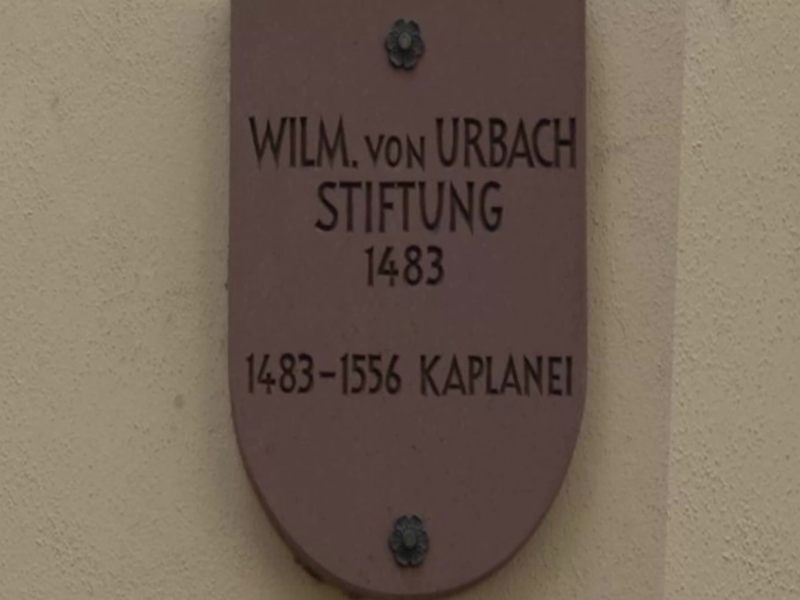 WILM. VON URBACH
STIFTUNG
1483
1483-1556 KAPLANEI